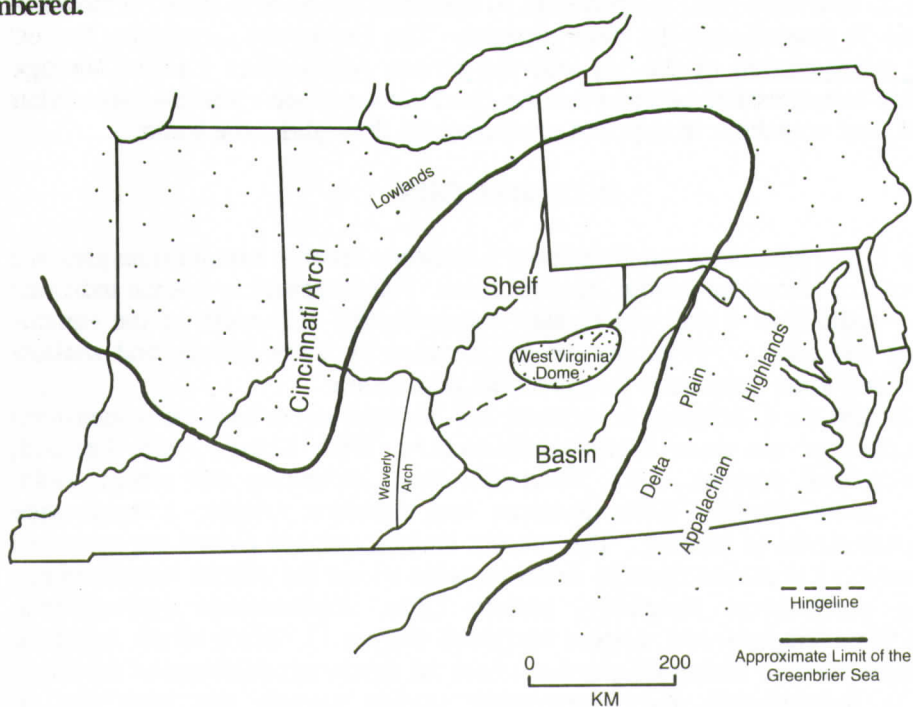 nbered.
Lowlands
Cincinnati Arch
Shelf
West Virginia
Dome
Waverly
Arch
Basin
Delta Plain
Appalachian Highlands
Hingeline
Approximate Limit of the
Greenbrier Sea
0 200
KM